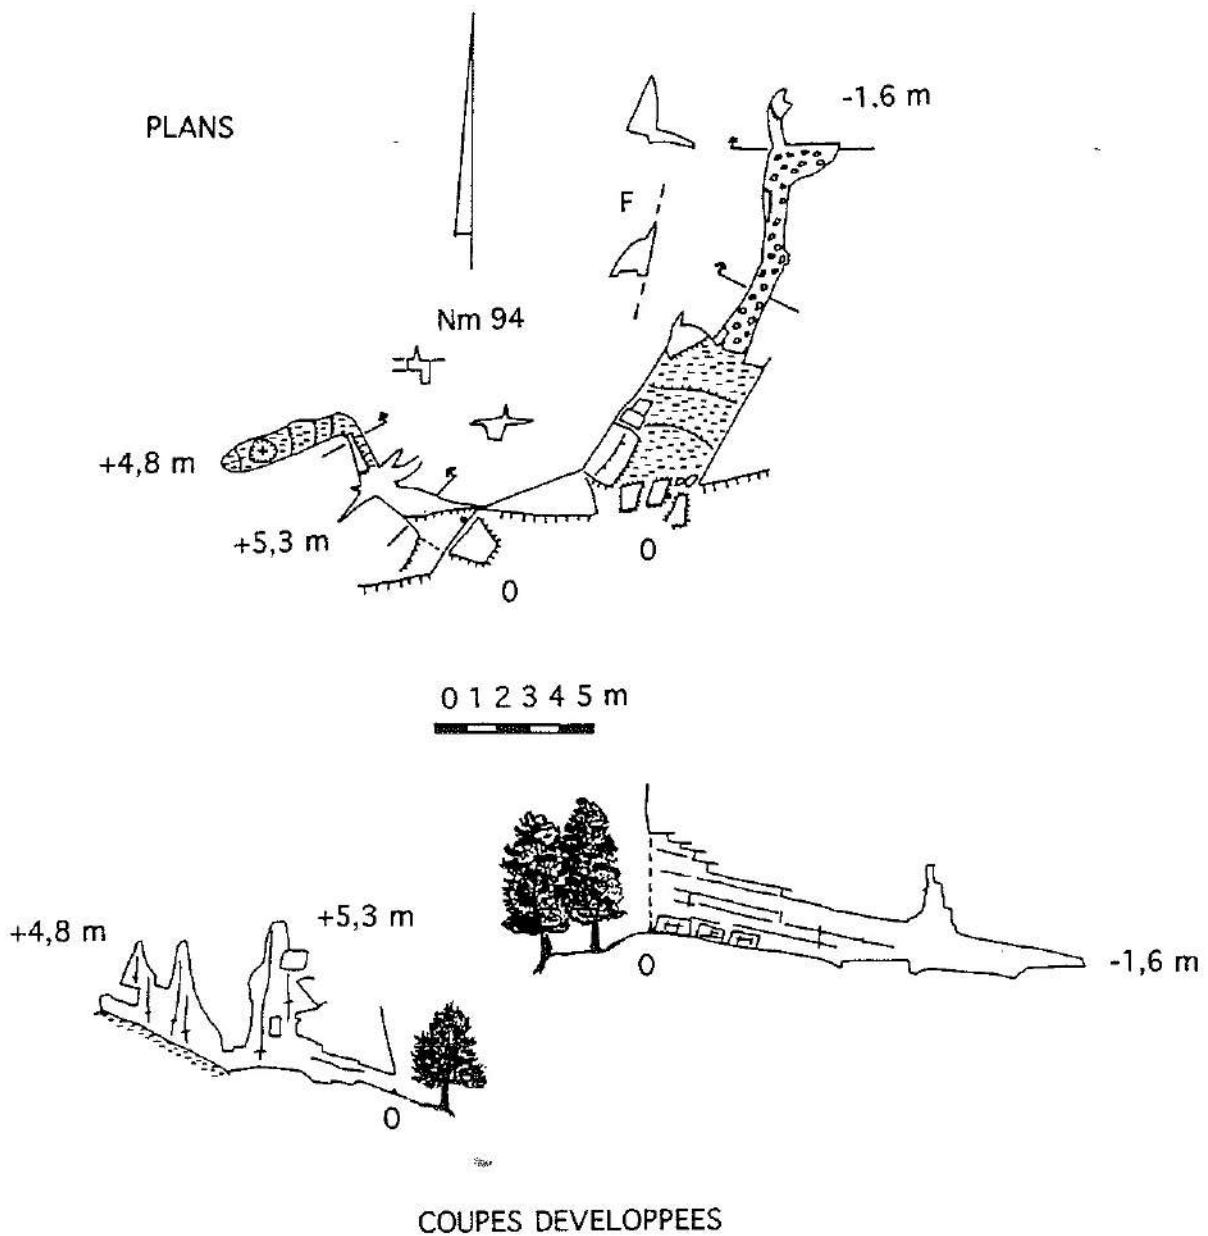 PLANS
-1,6 m
F
Nm 94
+4,8 m
+5,3 m
0
0
0 1 2 3 4 5 m
+4,8 m
+5,3 m
0
-1,6 m
0
COUPES DEVELOPPEES